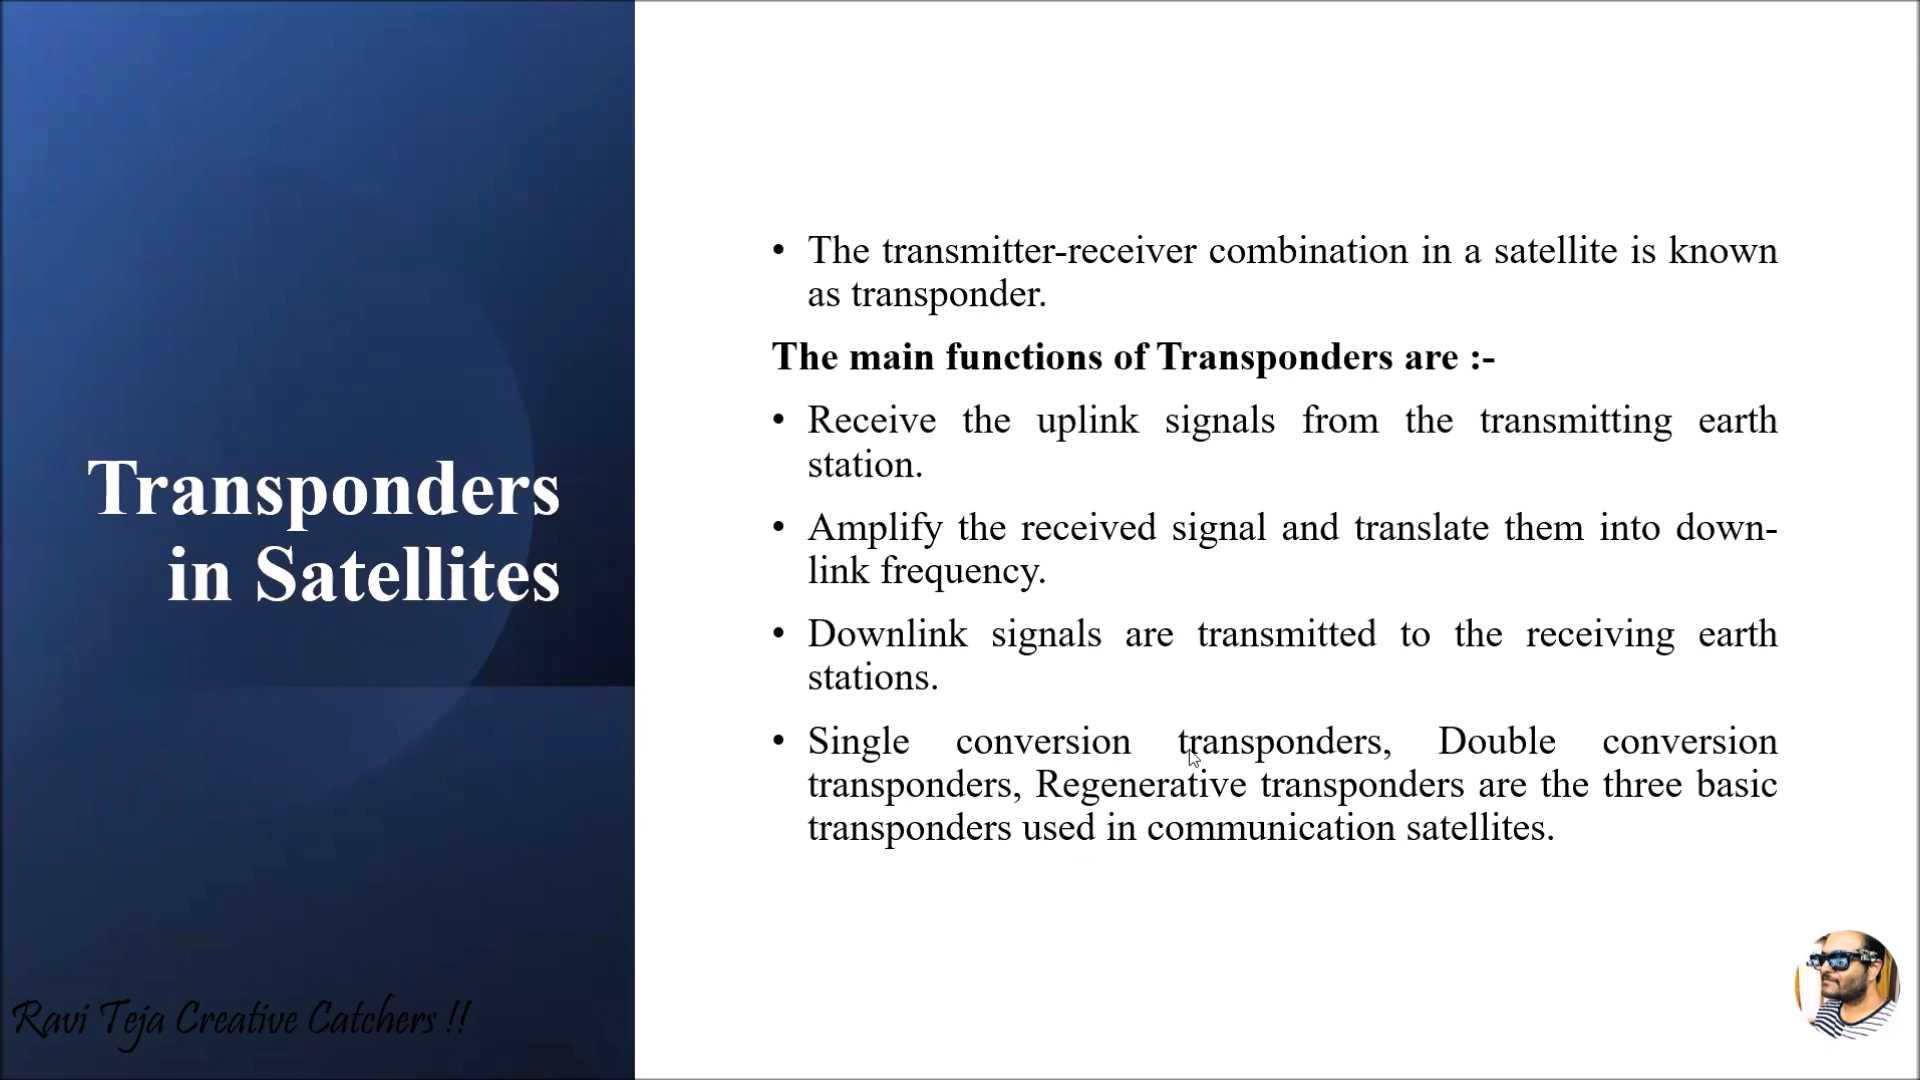 Transponders
in Satellites
• The transmitter-receiver combination in a satellite is known
as transponder.
The main functions of Transponders are :-
• Receive the uplink signals from the transmitting earth
station.
• Amplify the received signal and translate them into down-
link frequency.
• Downlink signals are transmitted to the receiving earth
stations.
• Single conversion transponders, Double conversion
transponders, Regenerative transponders are the three basic
transponders used in communication satellites.
Ravi Teja Creative Catchers !!